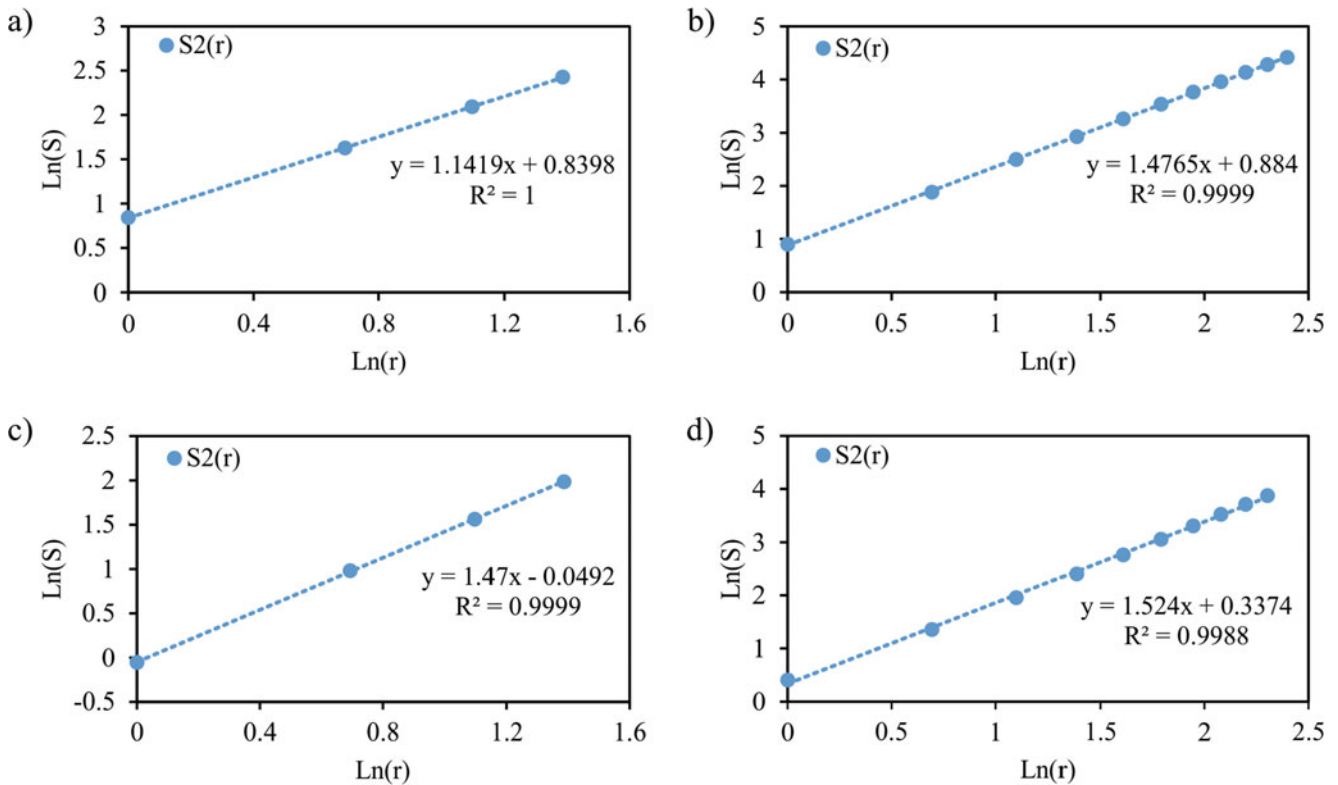 a)
3
2.5
2
1.5
1
0.5
0
Ln(S)
S2(r)
y = 1.1419x + 0.8398
R² = 1
0 0.4 0.8 1.2 1.6
Ln(r)
b)
5
4
3
2
1
0
Ln(S)
S2(r)
y = 1.4765x + 0.884
R² = 0.9999
0 0.5 1 1.5 2 2.5
Ln(r)
c)
2.5
2
1.5
1
0.5
0
-0.5
Ln(S)
S2(r)
y = 1.47x - 0.0492
R² = 0.9999
0 0.4 0.8 1.2 1.6
Ln(r)
d)
5
4
3
2
1
0
Ln(S)
S2(r)
y = 1.524x + 0.3374
R² = 0.9988
0 0.5 1 1.5 2 2.5
Ln(r)